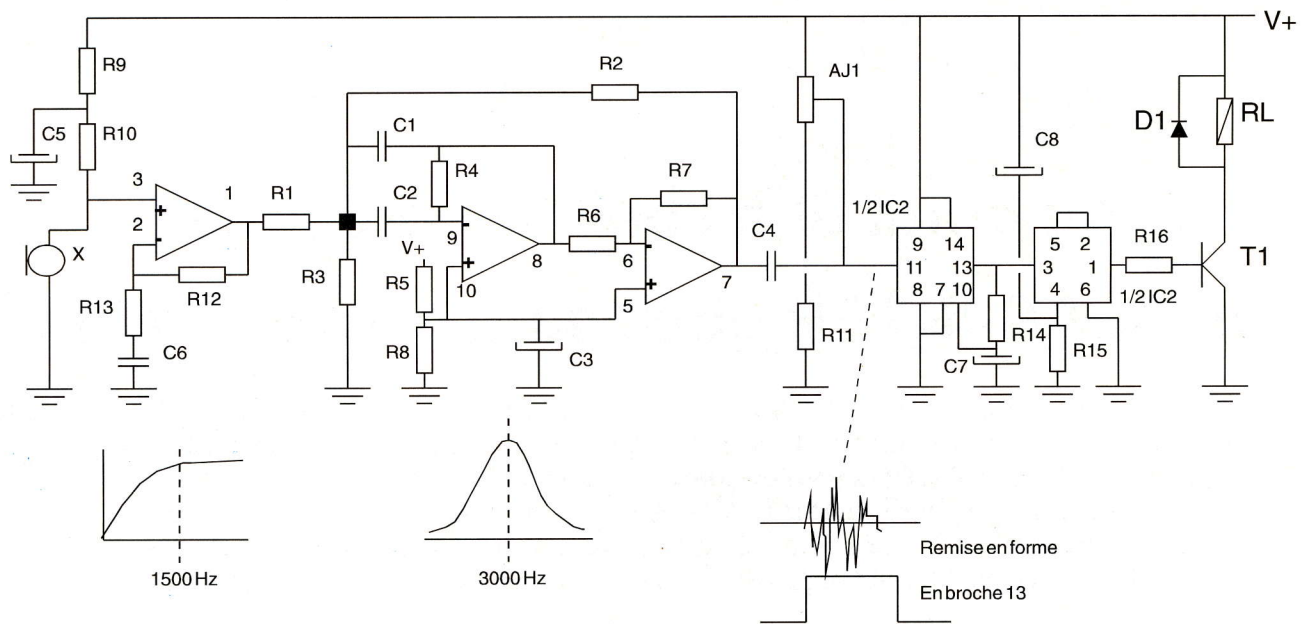 V+
R9
C5
R10
3
+
2
-
1
X
R13
R12
C6
R1
R3
R2
C1
C2
R4
V+
R5
R8
-
9
+
10
8
C3
R6
R7
-
6
+
5
7
C4
AJ1
R11
1/2 IC2
9 14
11 13
8 7 10
C7
R14
C8
5 2
3 1
4 6
1/2 IC2
R15
R16
T1
D1
RL
1500 Hz
3000 Hz
Remise en forme
En broche 13